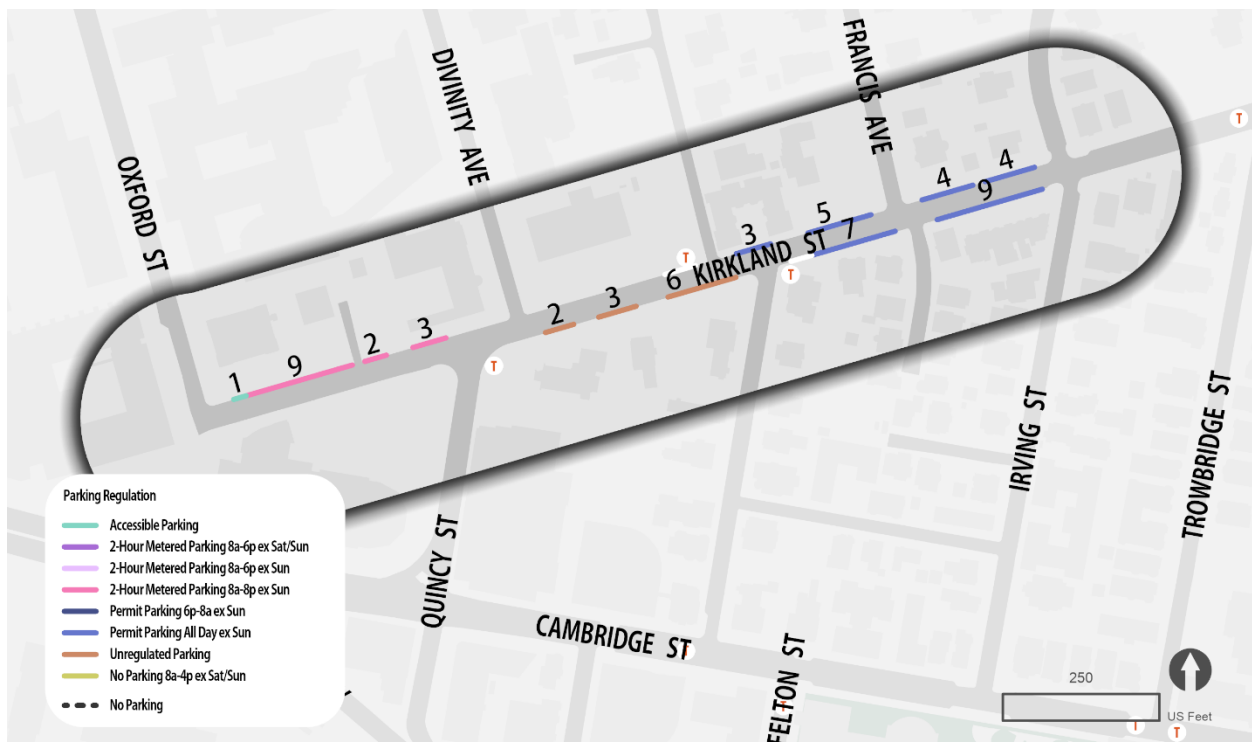 OXFORD ST
DIVINITY AVE
FRANCIS AVE
T
4
4
9
5
7
3
T
KIRKLAND ST
T
6
3
2
3
2
9
1
T
IRVING ST
TROWBRIDGE ST
QUINCY ST
CAMBRIDGE ST
T
FELTON ST
T
T
T
Parking Regulation
Accessible Parking
2-Hour Metered Parking 8a-6p ex Sat/Sun
2-Hour Metered Parking 8a-6p ex Sun
2-Hour Metered Parking 8a-8p ex Sun
Permit Parking 6p-8a ex Sun
Permit Parking All Day ex Sun
Unregulated Parking
No Parking 8a-4p ex Sat/Sun
No Parking
250
US Feet